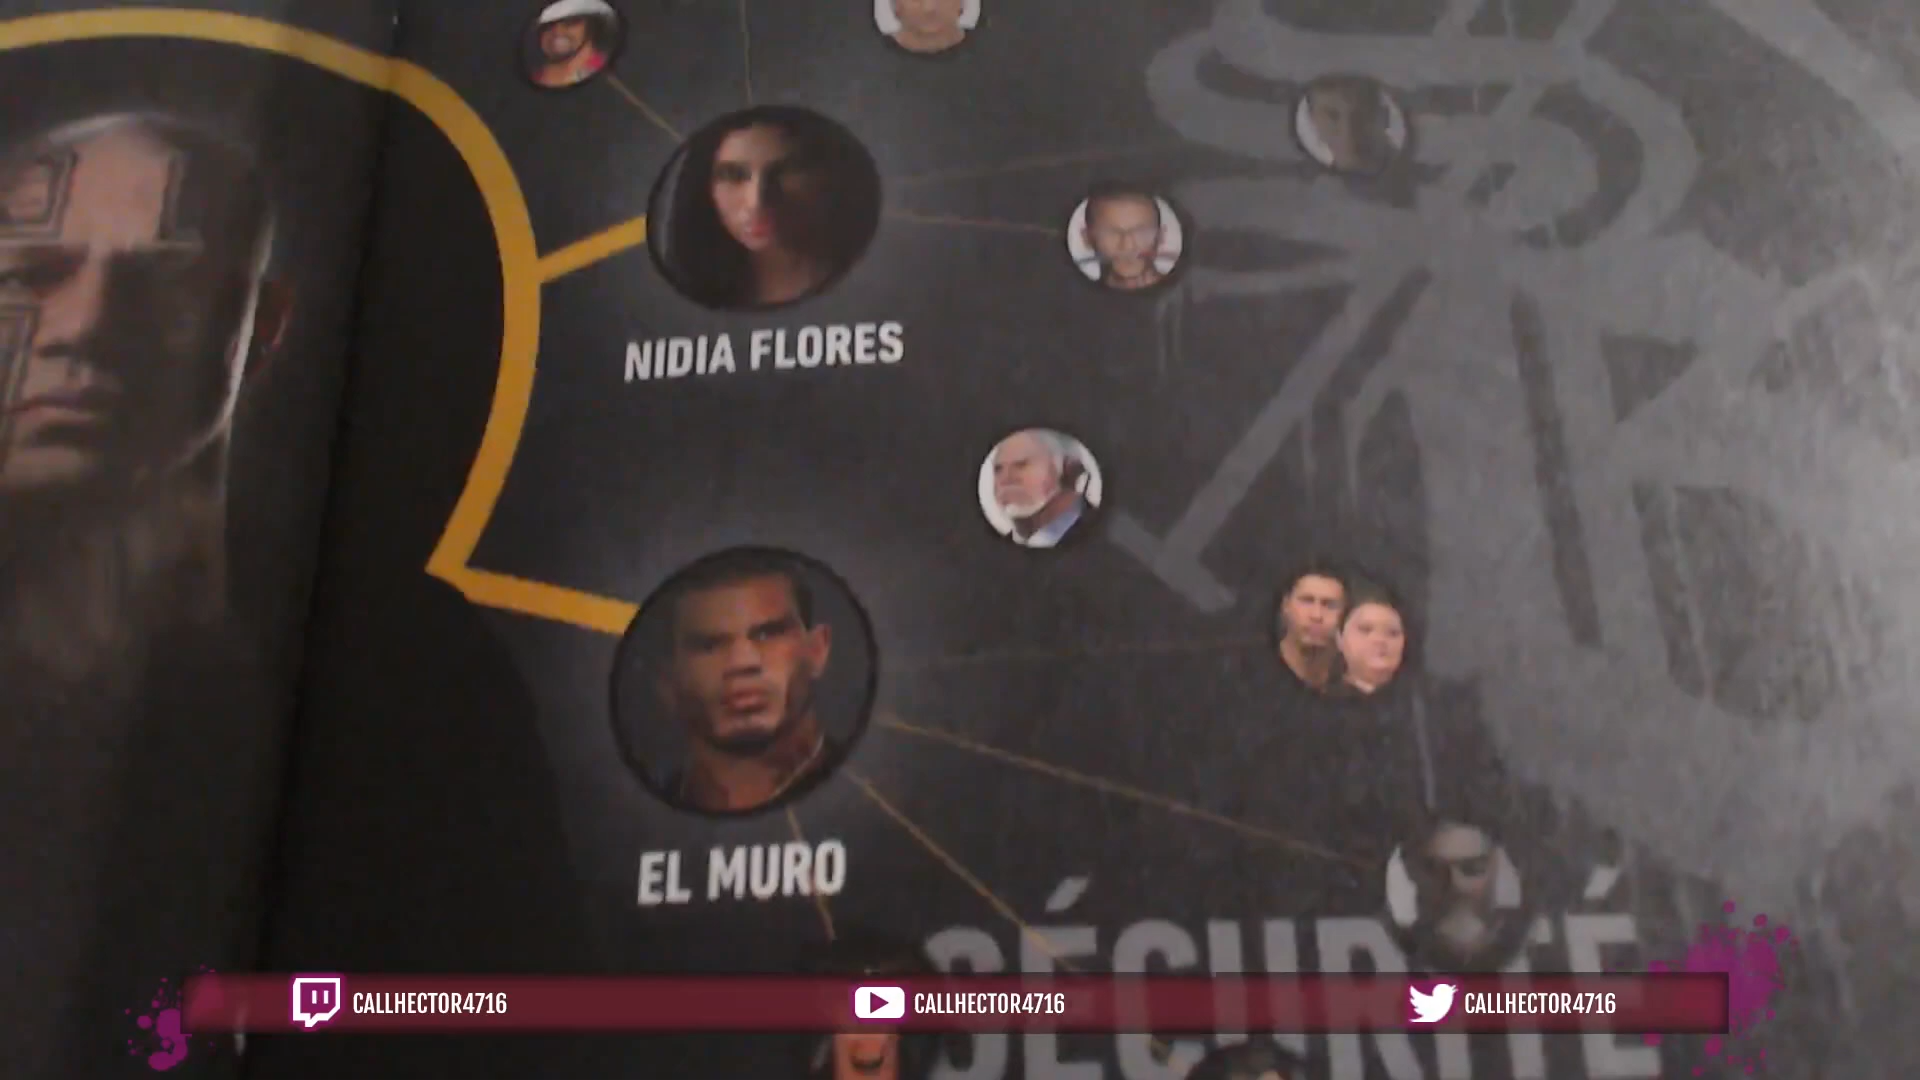 NIDIA FLORES
EL MURO
SÉCURITÉ
CALLHECTOR4716
CALLHECTOR4716
CALLHECTOR4716